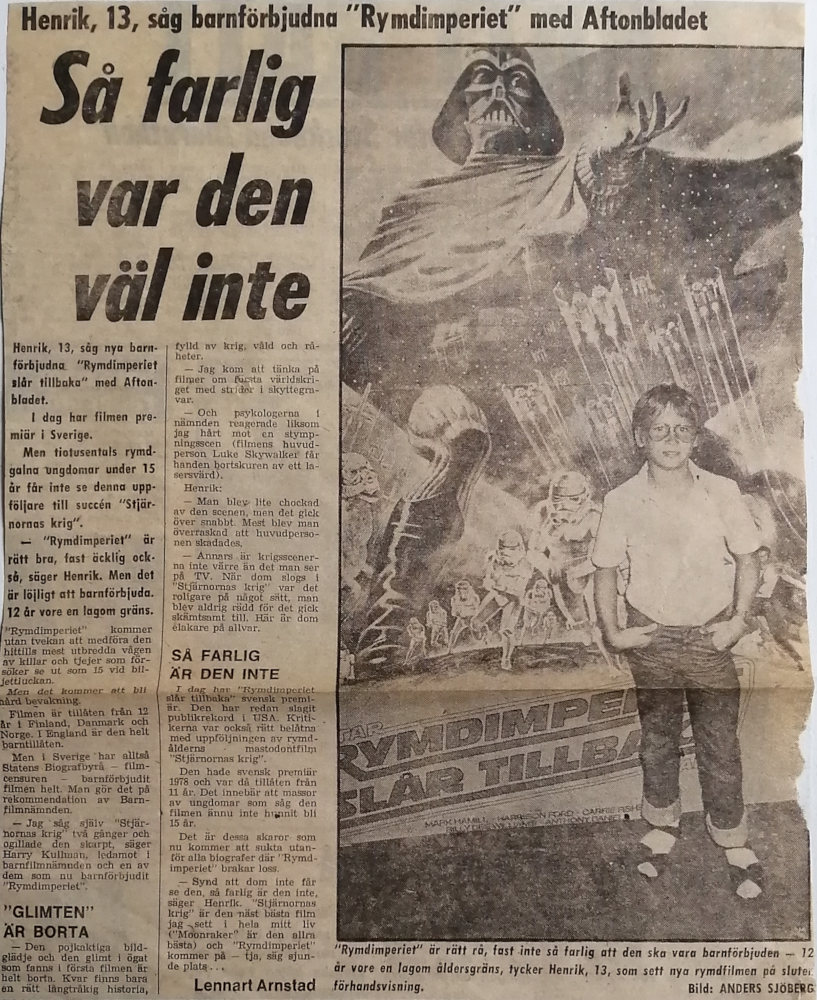 Henrik, 13, såg barnförbjudna "Rymdimperiet" med Aftonbladet
Så farlig
var den
väl inte
Henrik, 13, såg nya barn-
förbjudna "Rymdimperiet
slår tillbaka" med Afton-
bladet.
I dag har filmen pre-
miär i Sverige.
Men tiotusentals rymd-
galna ungdomar under 15
år får inte se denna upp-
följare till succén "Stjär-
nornas krig".
— "Rymdimperiet" är
rätt bra, fast äcklig ock-
så, säger Henrik. Men det
är löjligt att barnförbjuda.
12 år vore en lagom gräns.
"Rymdimperiet" kommer
utan tvekan att medföra den
hittills mest utbredda vågen
av killar och tjejer som för-
söker se ut som 15 vid bil-
jettluckan.
Men det kommer att bli
hård bevakning.
Filmen är tillåten från 12
år i Finland, Danmark och
Norge. I England är den helt
barntillåten.
Men i Sverige har alltså
Statens Biografbyrå — film-
censuren — barnförbjudit
filmen helt. Man gör det på
rekommendation av Barn-
filmnämnden.
— Jag såg själv "Stjär-
nornas krig" två gånger och
ogillade den skarpt, säger
Harry Kullman, ledamot i
barnfilmnämnden och en av
dem som nu barnförbjudit
"Rymdimperiet".
"GLIMTEN"
ÄR BORTA
— Den pojkaktiga bild-
glädje och den glimt i ögat
som fanns i första filmen är
helt borta. Kvar finns bara
en rätt långtråkig historia,
fylld av krig, våld och rå-
heter.
— Jag kom att tänka på
filmer om första världskri-
get med strider i skyttegra-
var.
— Och psykologerna i
nämnden reagerade liksom
jag hårt mot en stymp-
ningsscen (filmens huvud-
person Luke Skywalker får
handen bortskuren av ett la-
sersvärd).
Henrik:
— Man blev lite chockad
av den scenen, men det gick
över snabbt. Mest blev man
överraskad att huvudperso-
nen skadades.
— Annars är krigsscener-
na inte värre än det man ser
på TV. När dom slogs i
"Stjärnornas krig" var det
roligare på något sätt, man
blev aldrig rädd för det gick
skämtsamt till. Här är dom
elakare på allvar.
SÅ FARLIG
ÄR DEN INTE
I dag har "Rymdimperiet
slår tillbaka" svensk premi-
är. Den har redan slagit
publikrekord i USA. Kriti-
kerna var också rätt belåtna
med uppföljningen av rymd-
ålderns mastodontfilm
"Stjärnornas krig".
Den hade svensk premiär
1978 och var då tillåten från
11 år. Det innebär att massor
av ungdomar som såg den
filmen ännu inte hunnit bli
15 år.
Det är dessa skaror som
nu kommer att sukta utan-
för alla biografer där "Rymd-
imperiet" brakar loss.
— Synd att dom inte får
se den, så farlig är den inte,
säger Henrik. "Stjärnornas
krig" är den näst bästa film
jag sett i hela mitt liv
("Moonraker" är den allra
bästa) och "Rymdimperiet"
kommer på — tja, säg sjun-
de plats...
Lennart Arnstad
STAR
RYMDIMPE
SLÅR TILLBA
MARK HAMILL HARRISON FORD CARRIE FISHE
BILLY DEE WILLIAMS ANTHONY DANIE
"Rymdimperiet" är rätt rå, fast inte så farlig att den ska vara barnförbjuden — 12
år vore en lagom åldersgräns, tycker Henrik, 13, som sett nya rymdfilmen på sluten
förhandsvisning.
Bild: ANDERS SJÖBERG